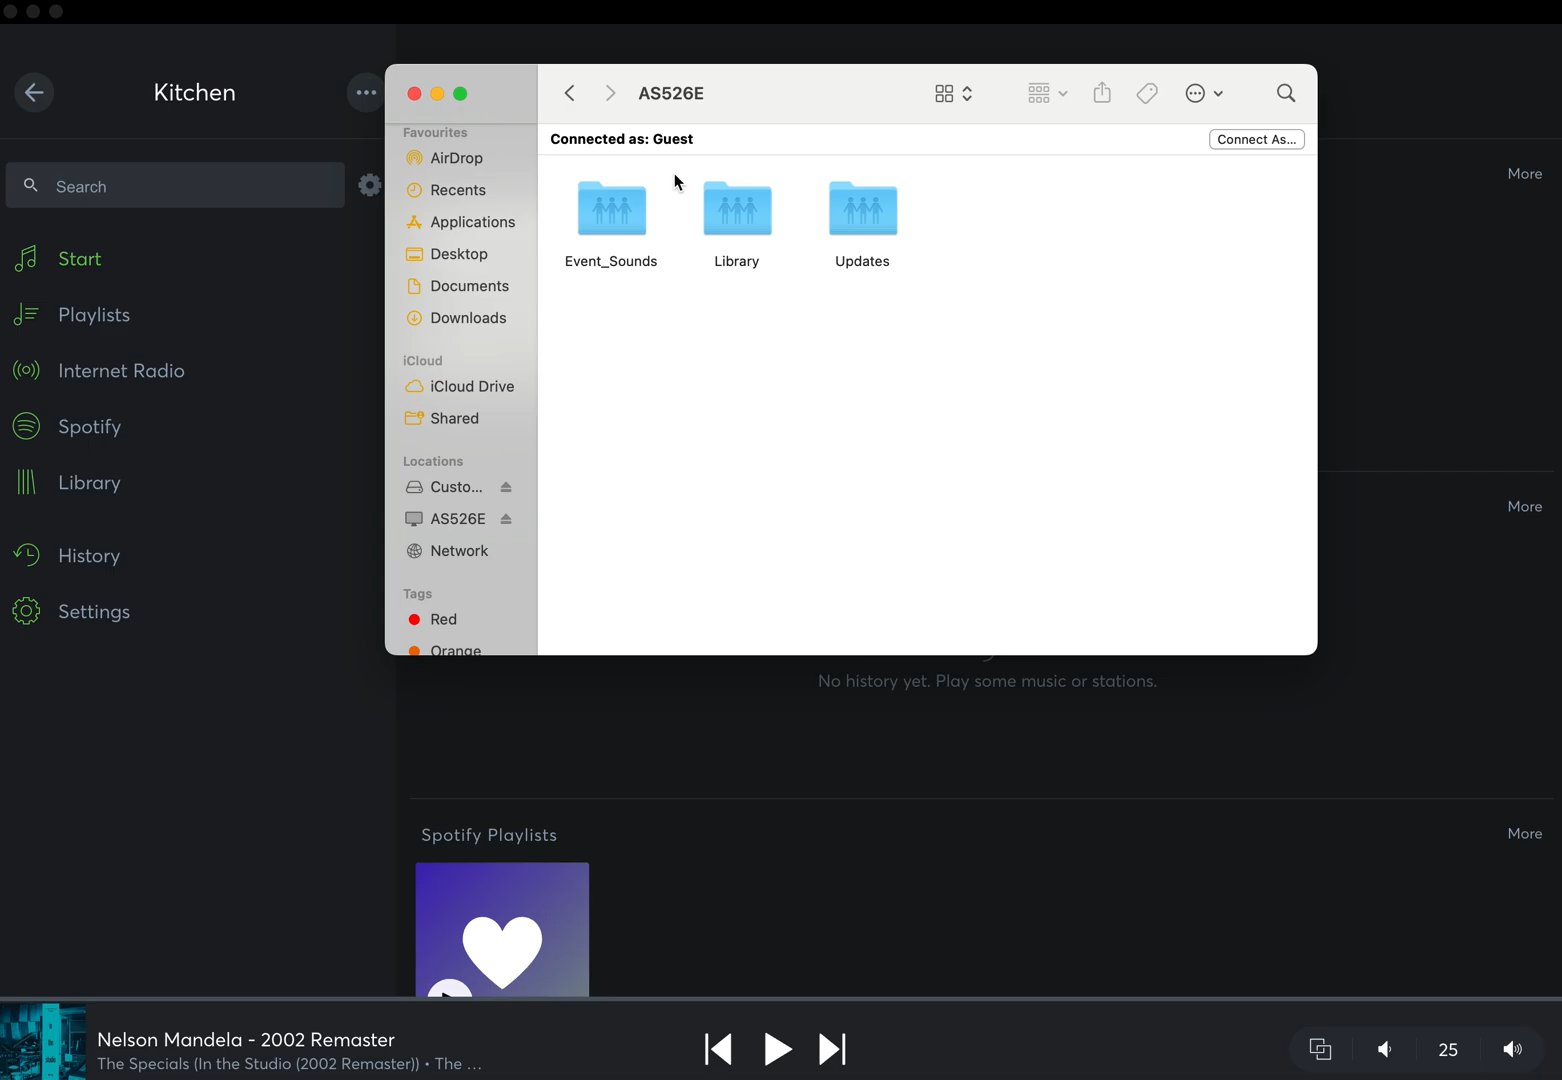 Kitchen
Search
Start
Playlists
Internet Radio
Spotify
Library
History
Settings
Favourites
AirDrop
Recents
Applications
Desktop
Documents
Downloads
iCloud
iCloud Drive
Shared
Locations
Custo...
AS526E
Network
Tags
Red
Orange
AS526E
Connected as: Guest
Connect As...
Event_Sounds
Library
Updates
More
More
No history yet. Play some music or stations.
Spotify Playlists
More
Nelson Mandela - 2002 Remaster
The Specials (In the Studio (2002 Remaster)) • The ...
25